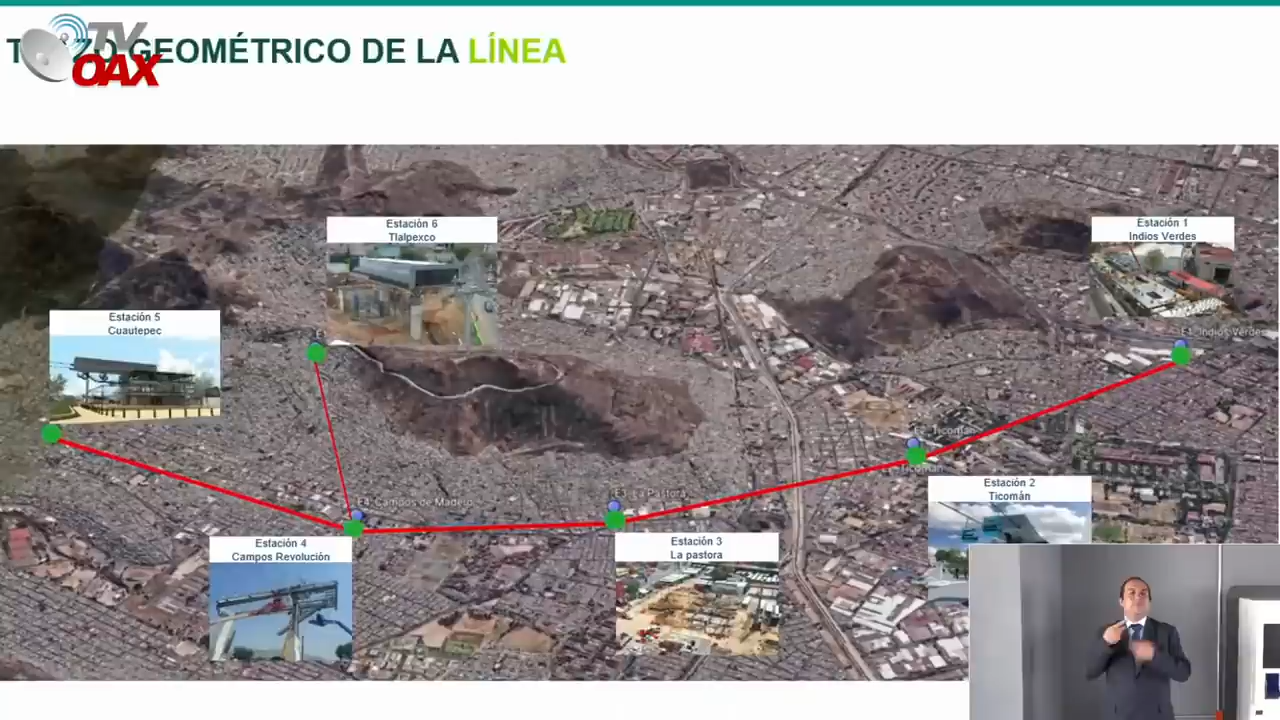 TV
OAX
TRAZO GEOMÉTRICO DE LA LÍNEA
Estación 6
Tlalpexco
Estación 1
Indios Verdes
E1. Indios Verdes
Estación 5
Cuautepec
E2. Ticomán
Ticomán
Estación 2
Ticomán
E4. Campos de Madero
E3. La Pastora
Estación 4
Campos Revolución
Estación 3
La pastora